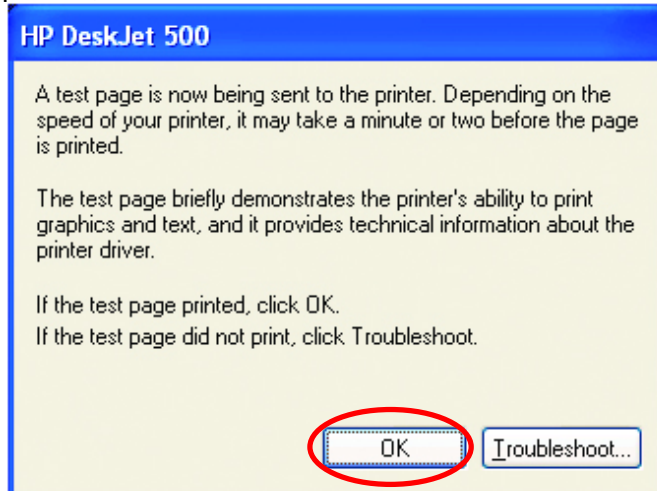 HP DeskJet 500
A test page is now being sent to the printer. Depending on the
speed of your printer, it may take a minute or two before the page
is printed.
The test page briefly demonstrates the printer's ability to print
graphics and text, and it provides technical information about the
printer driver.
If the test page printed, click OK.
If the test page did not print, click Troubleshoot.
OK
Troubleshoot...